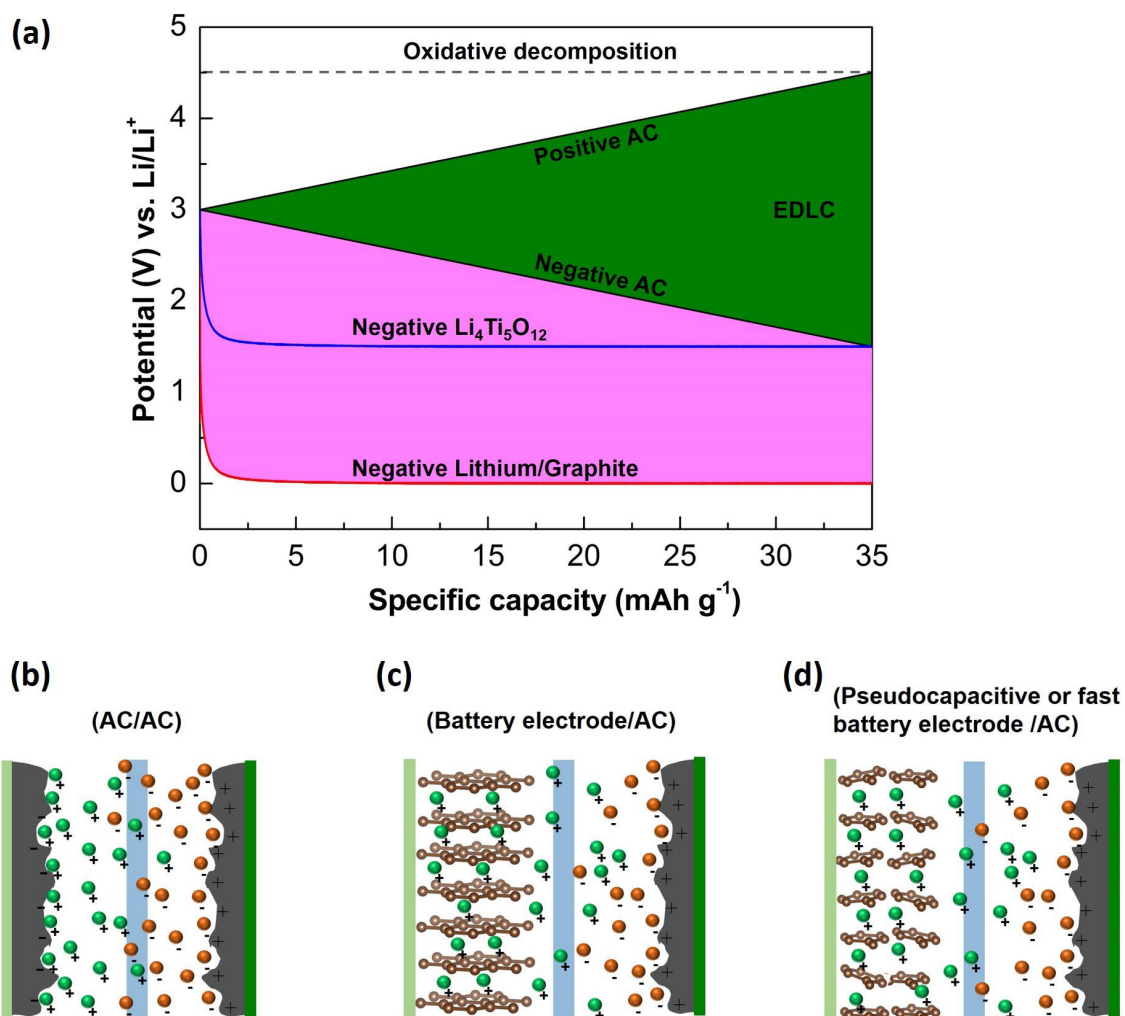 (a)
5
Oxidative decomposition
4
Positive AC
3
EDLC
Negative AC
2
Negative Li₄Ti₅O₁₂
1
Negative Lithium/Graphite
0
Potential (V) vs. Li/Li⁺
0 5 10 15 20 25 30 35
Specific capacity (mAh g⁻¹)
(b)
(AC/AC)
(c)
(Battery electrode/AC)
(d)
(Pseudocapacitive or fast
battery electrode /AC)